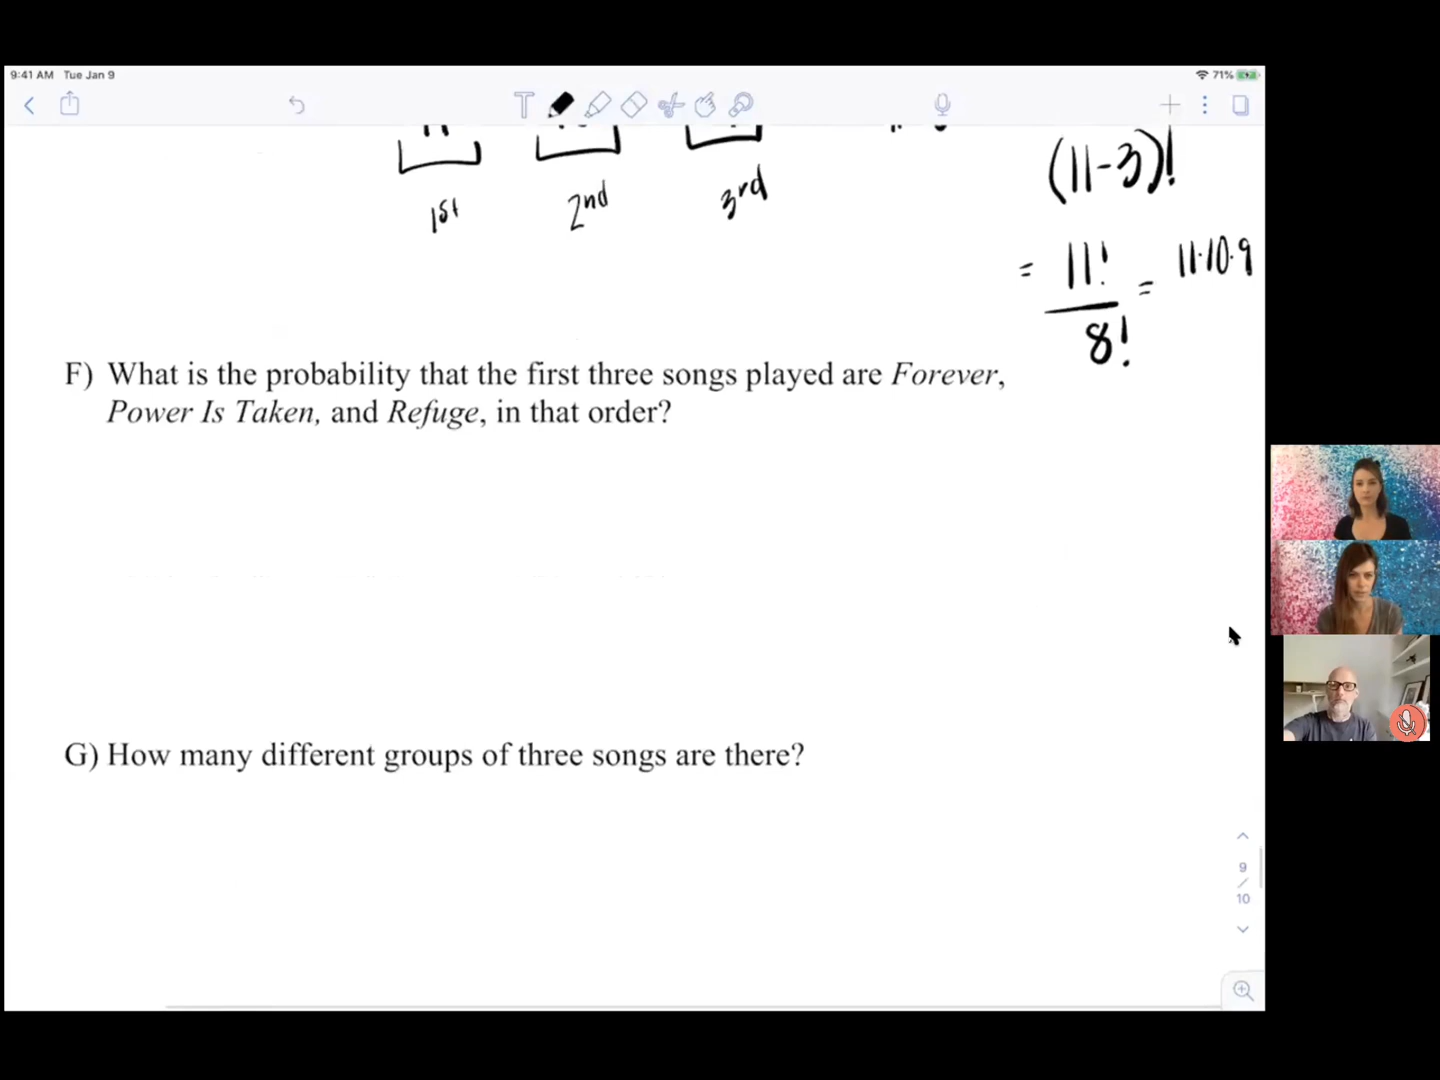 9:41 AM Tue Jan 9
71%
(11-3)!
1st 2nd 3rd
= 11! / 8! = 11·10·9
F) What is the probability that the first three songs played are Forever,
Power Is Taken, and Refuge, in that order?
G) How many different groups of three songs are there?
9
/
10